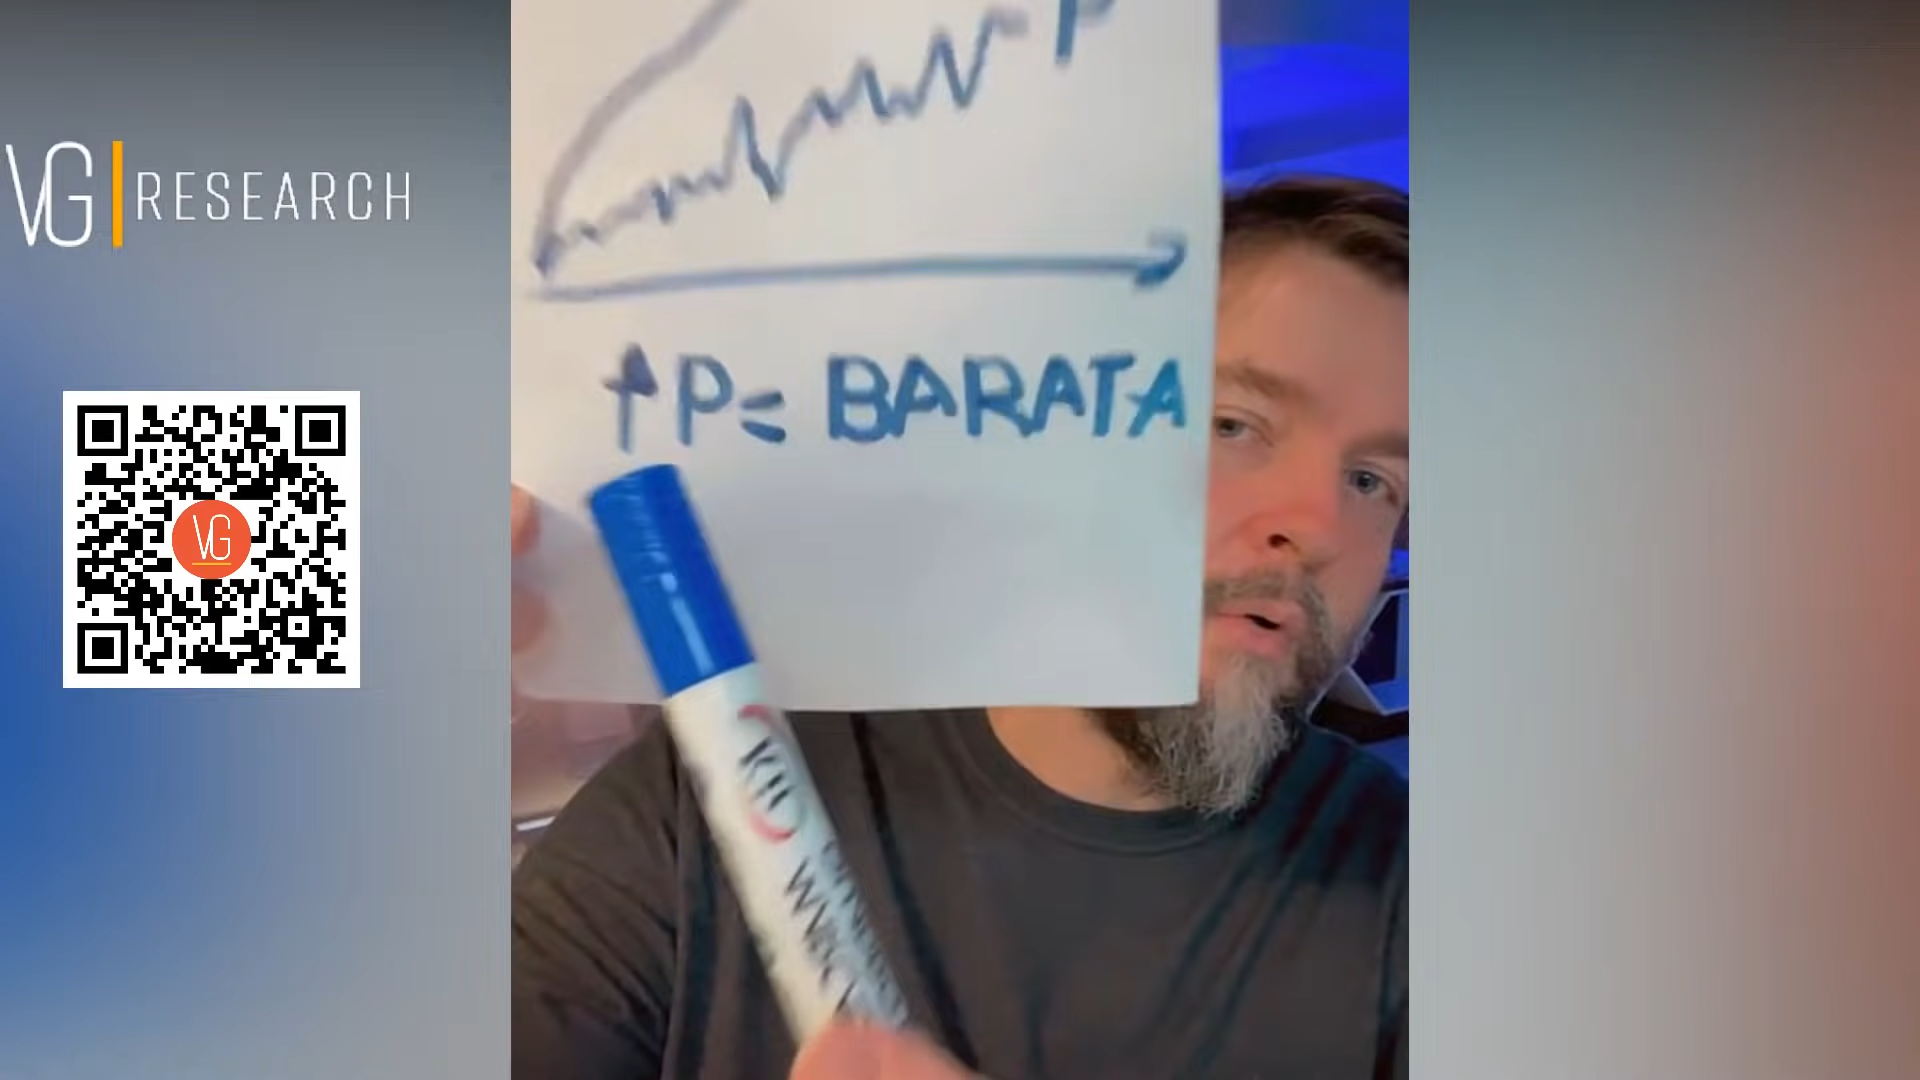 VG RESEARCH
VG
P
↑ P = BARATA